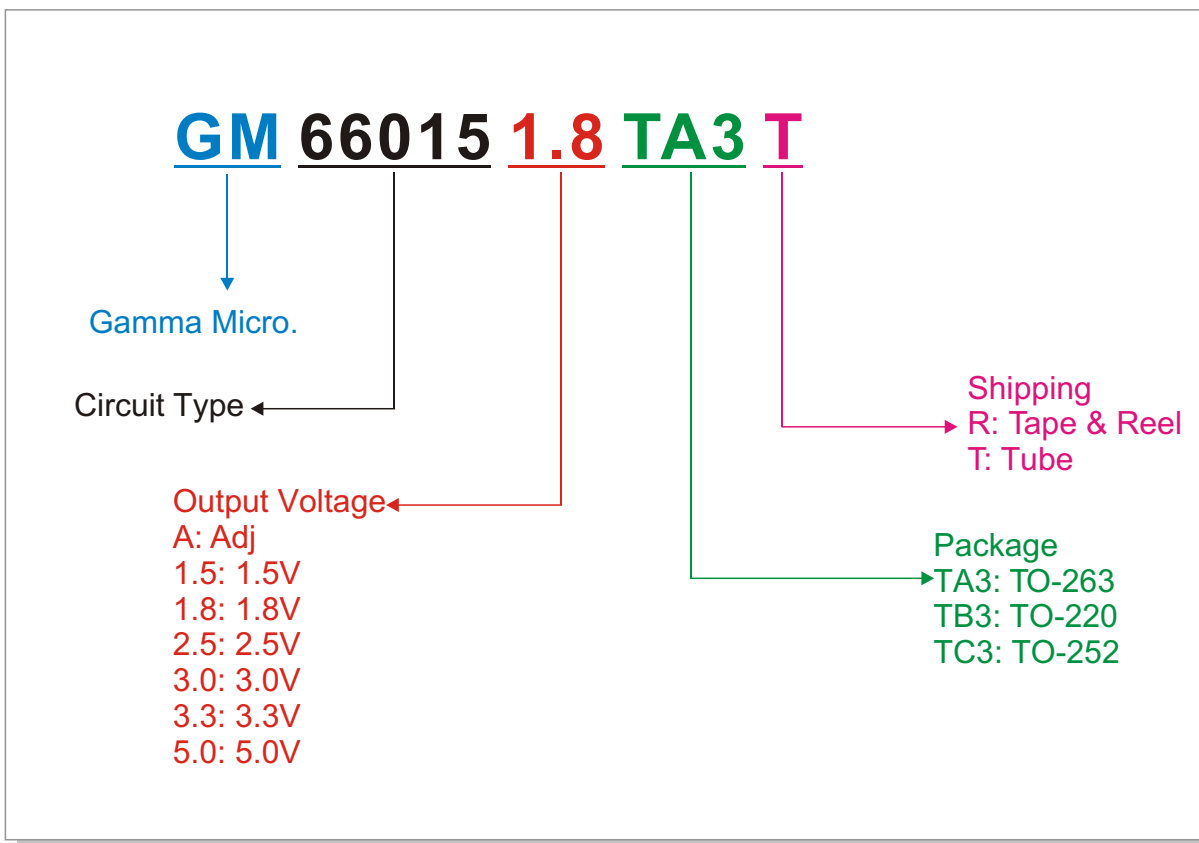 GM 66015 1.8 TA3 T
Gamma Micro.
Circuit Type
Output Voltage
A: Adj
1.5: 1.5V
1.8: 1.8V
2.5: 2.5V
3.0: 3.0V
3.3: 3.3V
5.0: 5.0V
Shipping
R: Tape & Reel
T: Tube
Package
TA3: TO-263
TB3: TO-220
TC3: TO-252